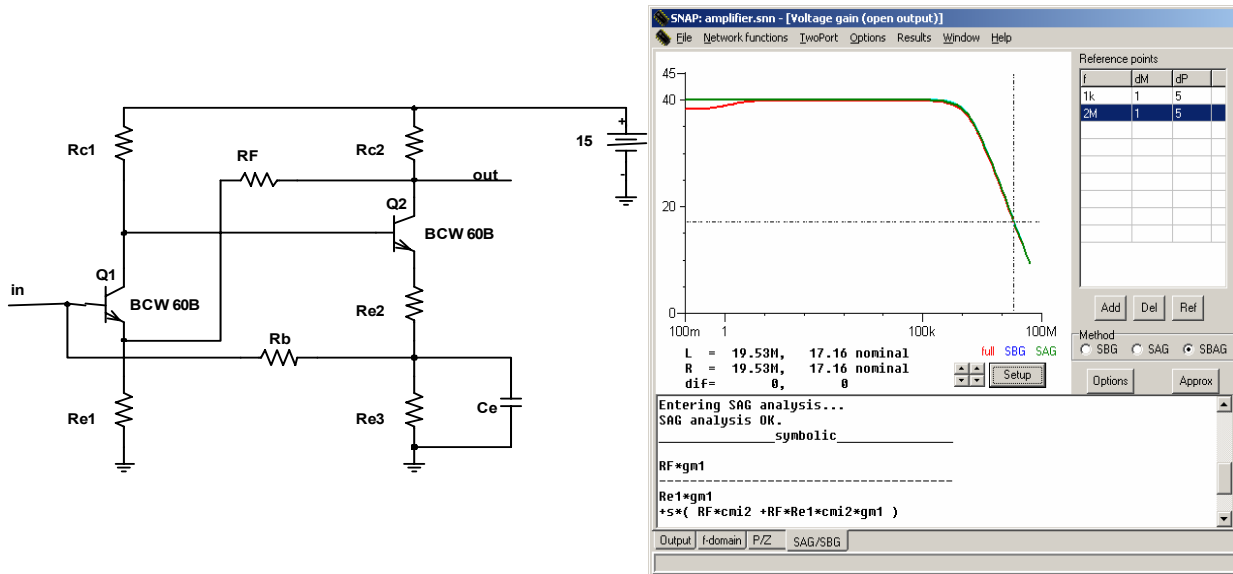 Rc1
RF
Rc2
15
+
-
out
Q2
BCW 60B
Q1
in
BCW 60B
Re2
Rb
Re1
Re3
Ce
SNAP: amplifier.snn - [Voltage gain (open output)]
File Network functions TwoPort Options Results Window Help
45
40
20
0
100m 1 100k 100M
L = 19.53M, 17.16 nominal
R = 19.53M, 17.16 nominal
dif= 0, 0
full SBG SAG
Setup
Reference points
f dM dP
1k 1 5
2M 1 5
Add Del Ref
Method
SBG SAG SBAG
Options Approx
Entering SAG analysis...
SAG analysis OK.
______________symbolic______________
RF*gm1
------------------------------------
Re1*gm1
+s*( RF*cmi2 +RF*Re1*cmi2*gm1 )
Output f-domain P/Z SAG/SBG